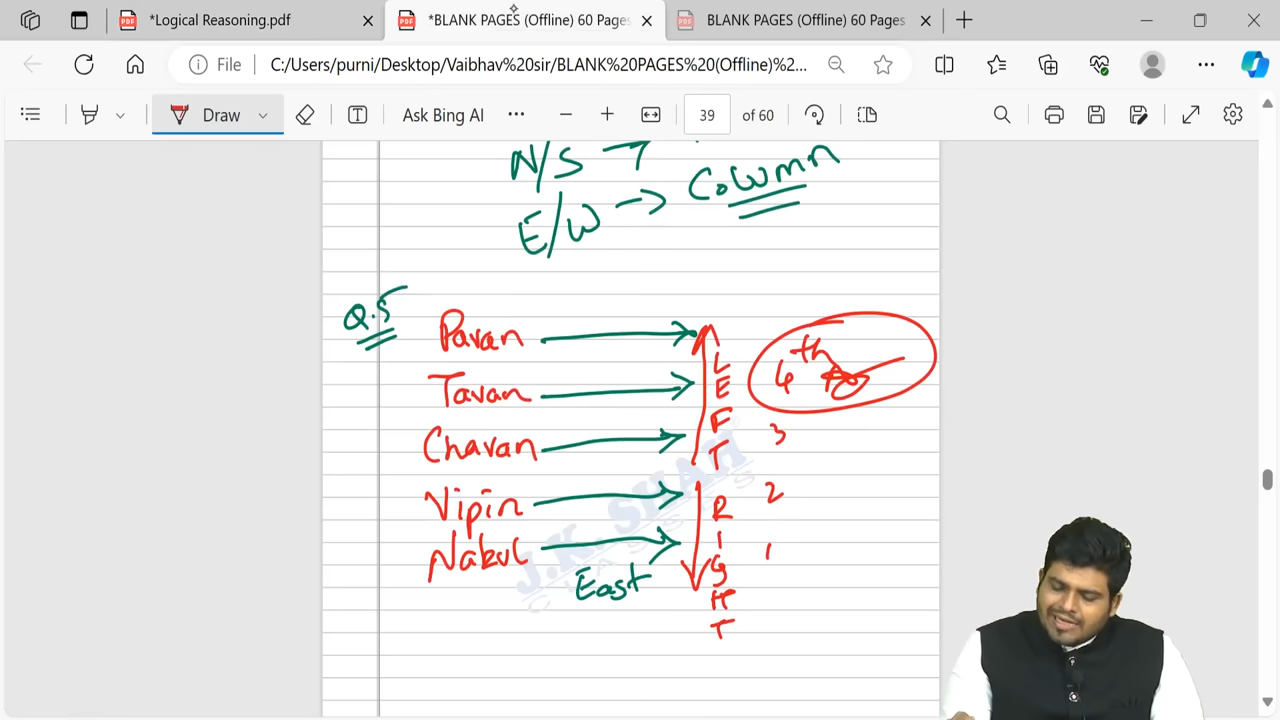 *Logical Reasoning.pdf
*BLANK PAGES (Offline) 60 Pages
BLANK PAGES (Offline) 60 Pages
File
C:/Users/purni/Desktop/Vaibhav%20sir/BLANK%20PAGES%20(Offline)%2...
Draw
Ask Bing AI
39
of 60
N/S →
E/W → Column
Q.5
Pavan
Tavan
Chavan
Vipin
Nakul
East
LEFT
RIGHT
4th
3
2
1
J.K. SHAH
CLASSES